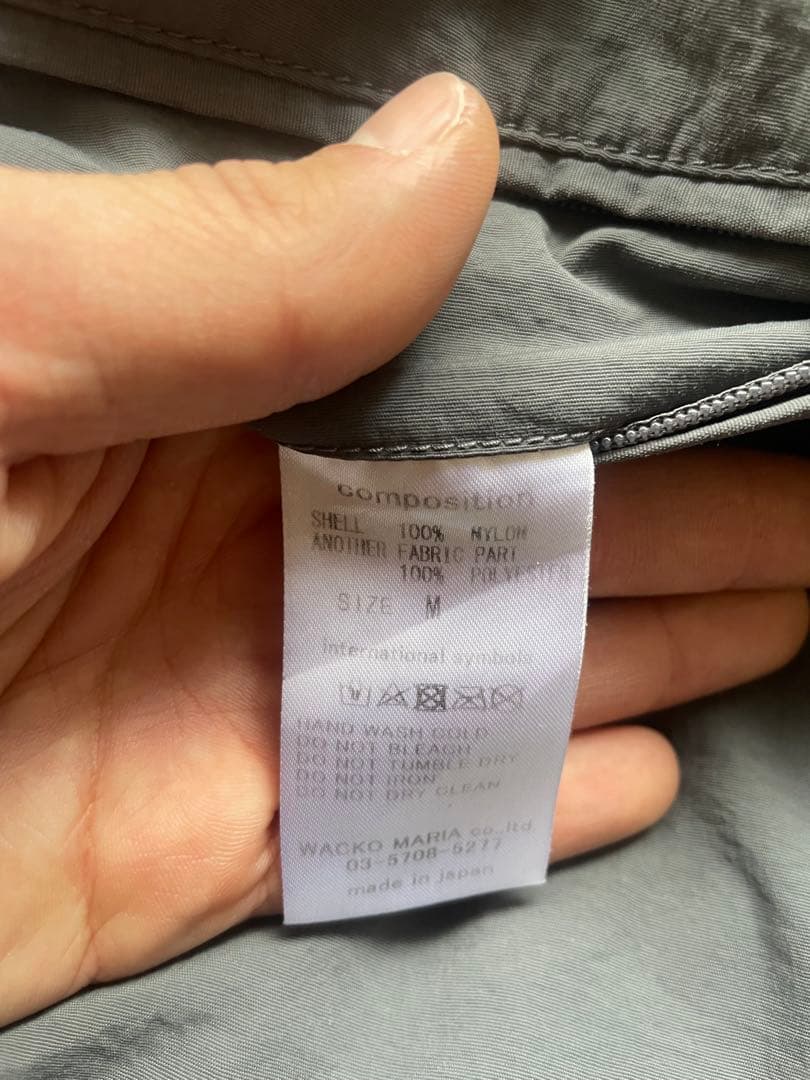 composition
SHELL 100% NYLON
ANOTHER FABRIC PART
100% POLYESTER
SIZE M
international symbols
HAND WASH COLD
DO NOT BLEACH
DO NOT TUMBLE DRY
DO NOT IRON
DO NOT DRY CLEAN
WACKO MARIA co.,ltd
03-5708-5277
made in japan